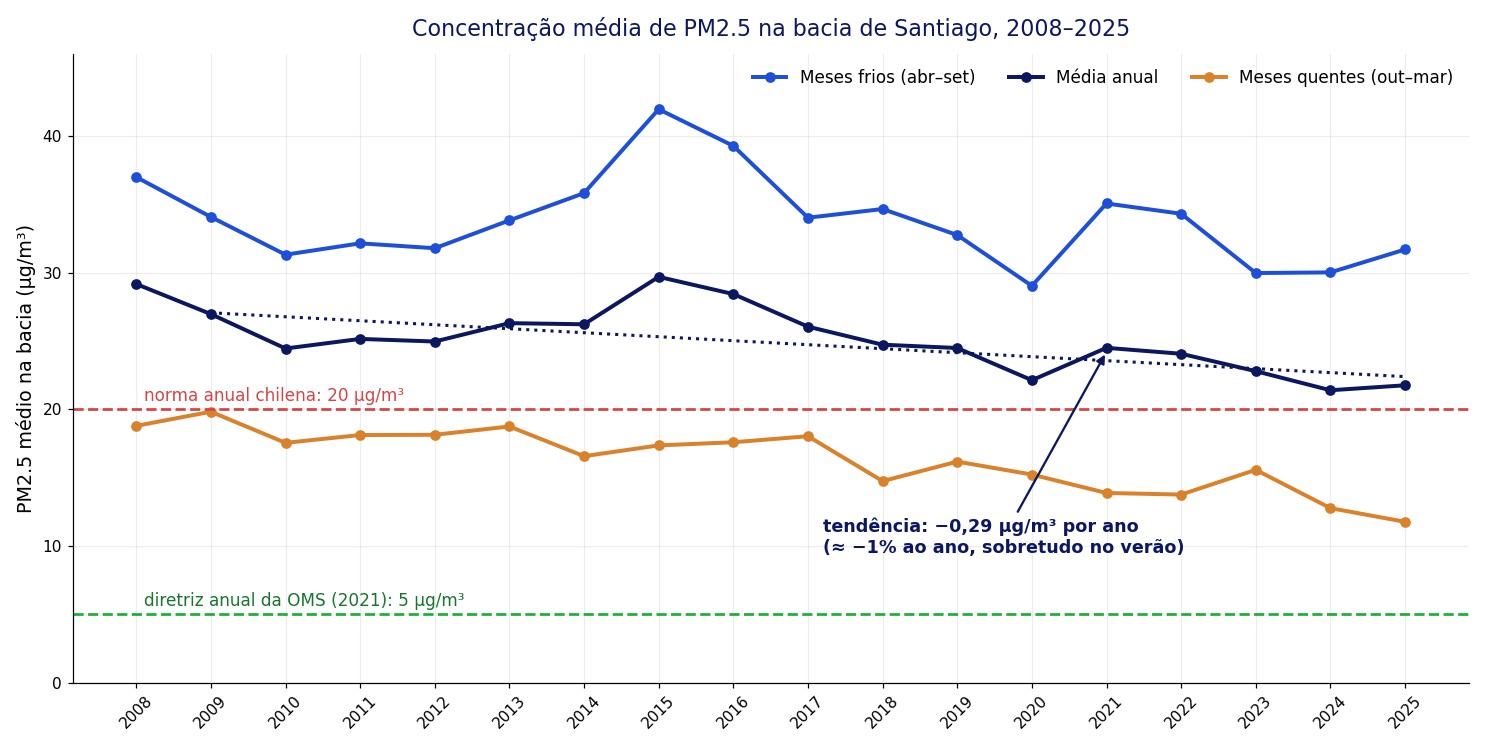 Concentração média de PM2.5 na bacia de Santiago, 2008–2025
Meses frios (abr–set)
Média anual
Meses quentes (out–mar)
PM2.5 médio na bacia (µg/m³)
40
30
20
10
0
norma anual chilena: 20 µg/m³
tendência: −0,29 µg/m³ por ano
(≈ −1% ao ano, sobretudo no verão)
diretriz anual da OMS (2021): 5 µg/m³
2008
2009
2010
2011
2012
2013
2014
2015
2016
2017
2018
2019
2020
2021
2022
2023
2024
2025